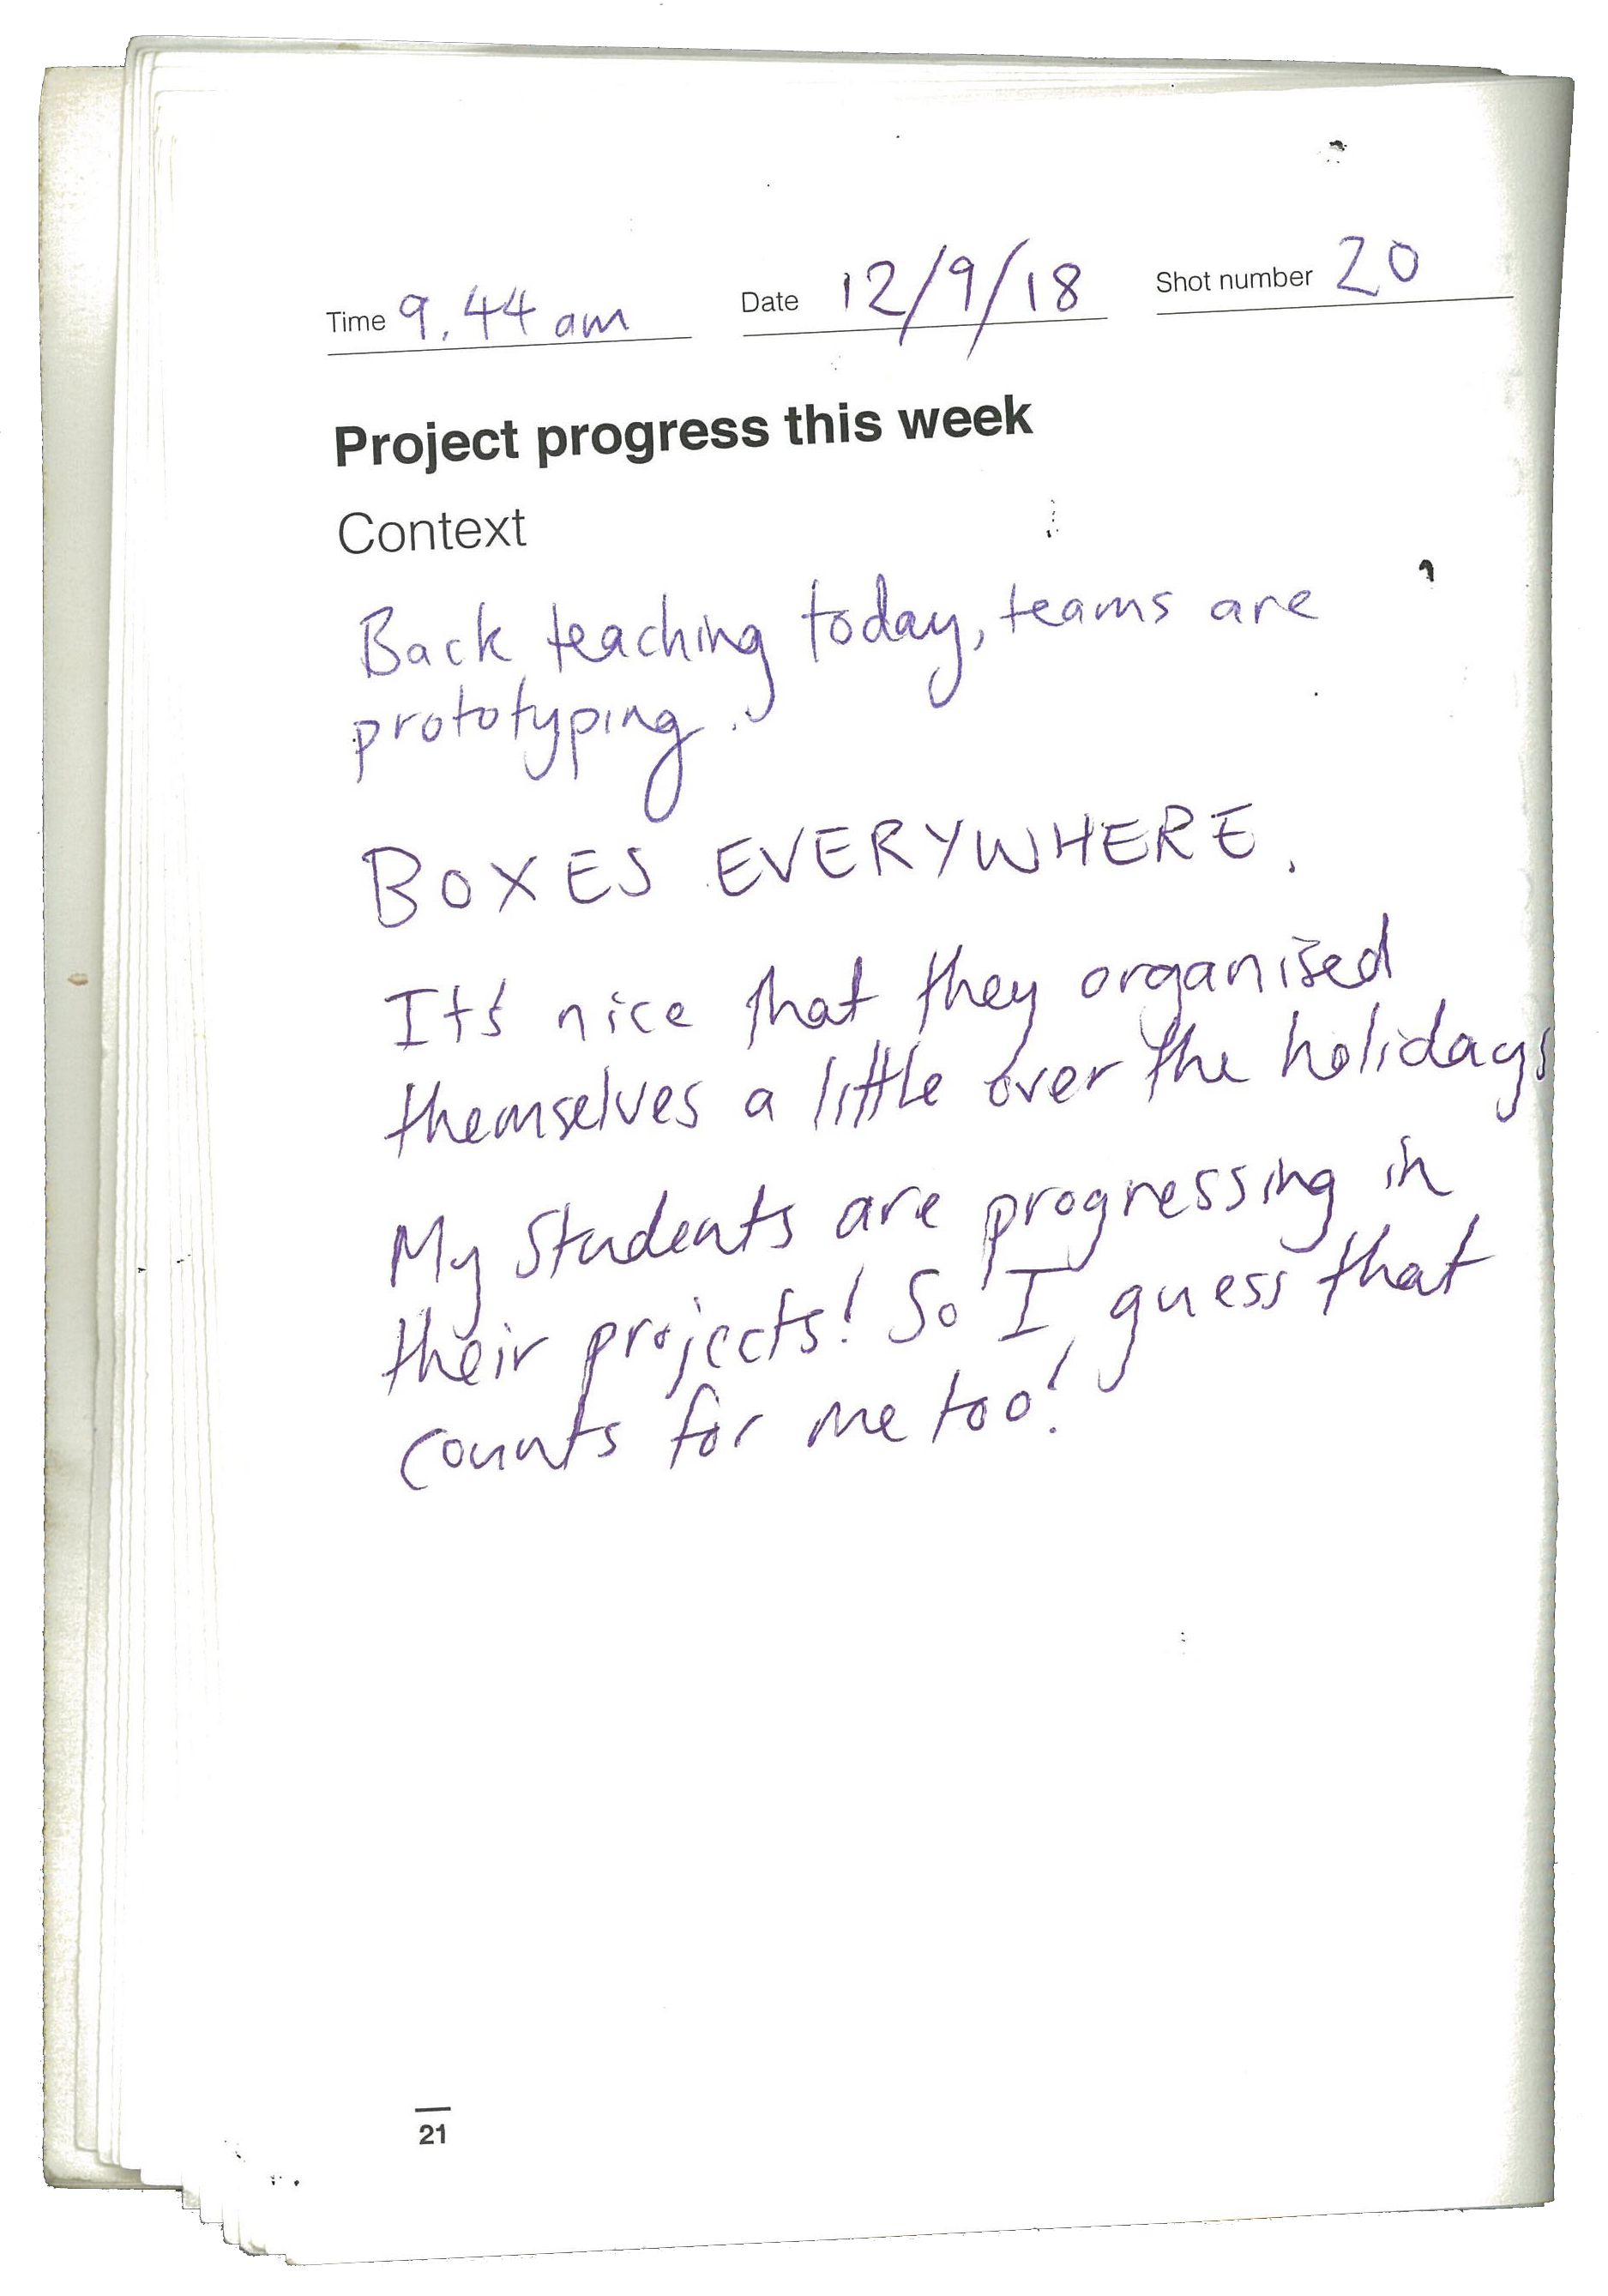 Time 9.44 am Date 12/9/18 Shot number 20
Project progress this week
Context
Back teaching today, teams are
prototyping.
BOXES EVERYWHERE.
It's nice that they organised
themselves a little over the holidays
My students are progressing in
their projects! So I guess that
counts for me too!
21